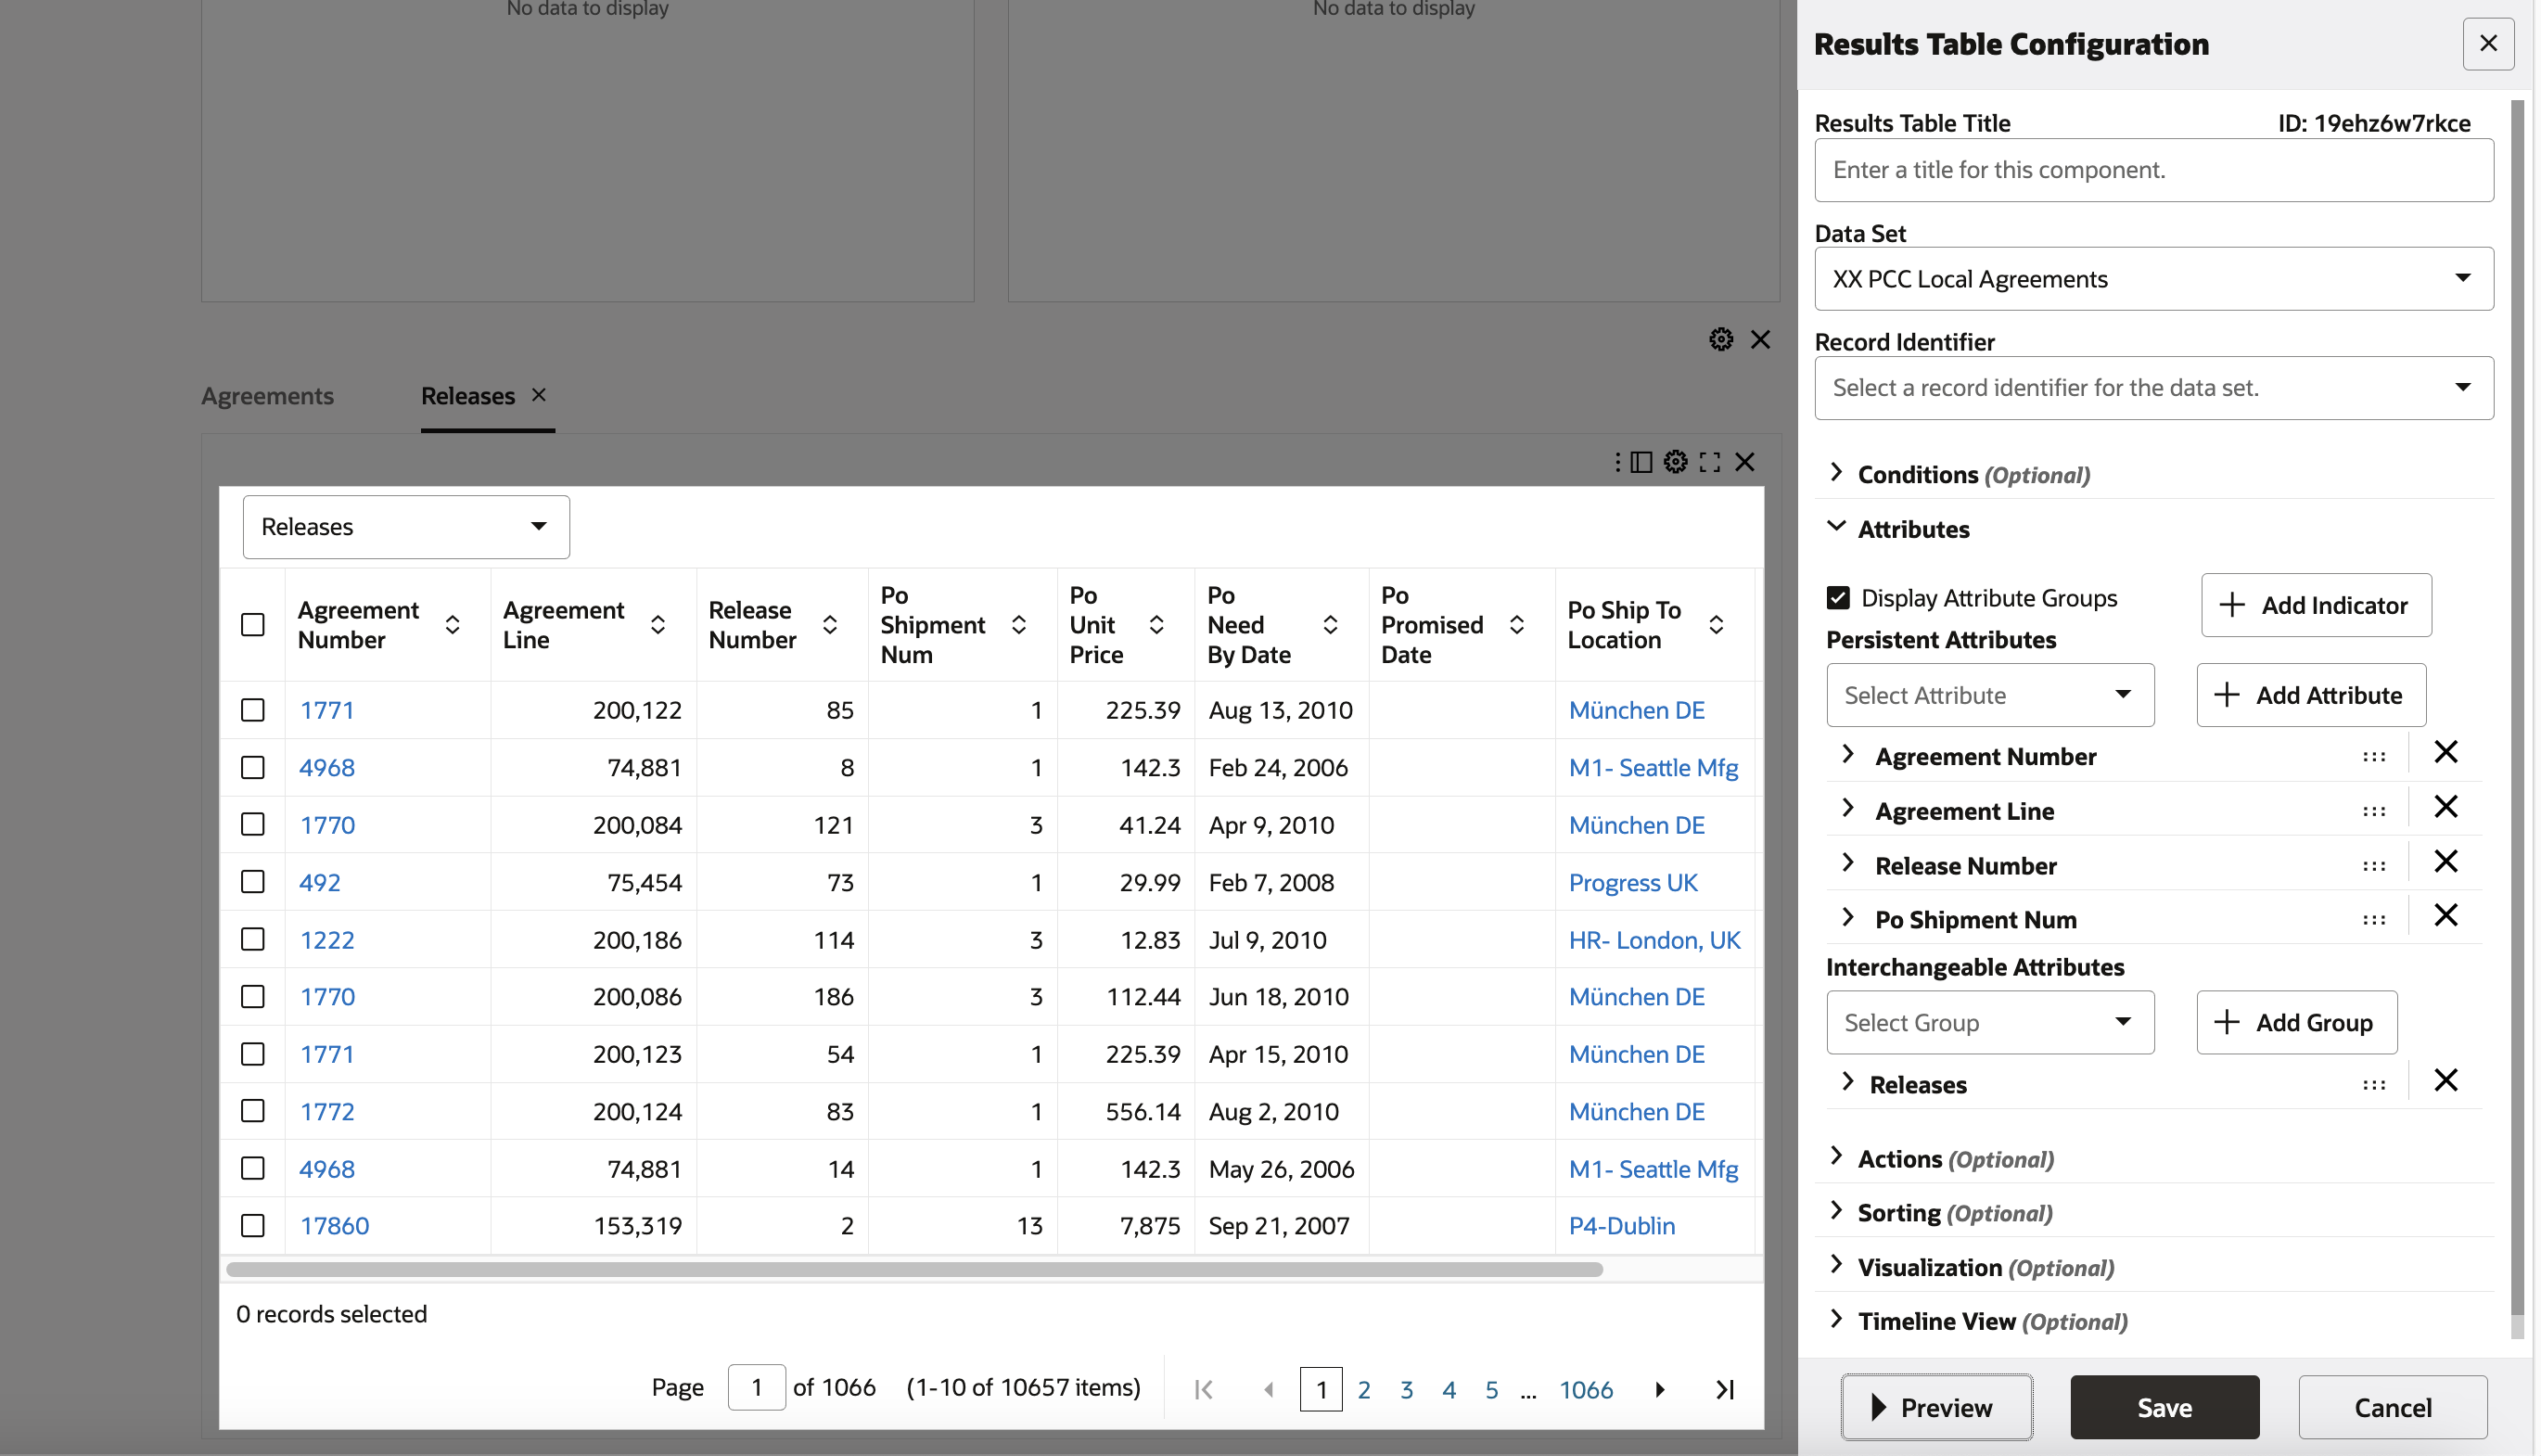 No data to display
No data to display
Agreements
Releases
Releases
Agreement Number
Agreement Line
Release Number
Po Shipment Num
Po Unit Price
Po Need By Date
Po Promised Date
Po Ship To Location
1771 200,122 85 1 225.39 Aug 13, 2010 München DE
4968 74,881 8 1 142.3 Feb 24, 2006 M1- Seattle Mfg
1770 200,084 121 3 41.24 Apr 9, 2010 München DE
492 75,454 73 1 29.99 Feb 7, 2008 Progress UK
1222 200,186 114 3 12.83 Jul 9, 2010 HR- London, UK
1770 200,086 186 3 112.44 Jun 18, 2010 München DE
1771 200,123 54 1 225.39 Apr 15, 2010 München DE
1772 200,124 83 1 556.14 Aug 2, 2010 München DE
4968 74,881 14 1 142.3 May 26, 2006 M1- Seattle Mfg
17860 153,319 2 13 7,875 Sep 21, 2007 P4-Dublin
0 records selected
Page 1 of 1066 (1-10 of 10657 items) 1 2 3 4 5 ... 1066
Results Table Configuration
Results Table Title ID: 19ehz6w7rkce
Enter a title for this component.
Data Set
XX PCC Local Agreements
Record Identifier
Select a record identifier for the data set.
Conditions (Optional)
Attributes
Display Attribute Groups
Add Indicator
Persistent Attributes
Select Attribute
Add Attribute
Agreement Number
Agreement Line
Release Number
Po Shipment Num
Interchangeable Attributes
Select Group
Add Group
Releases
Actions (Optional)
Sorting (Optional)
Visualization (Optional)
Timeline View (Optional)
Preview
Save
Cancel